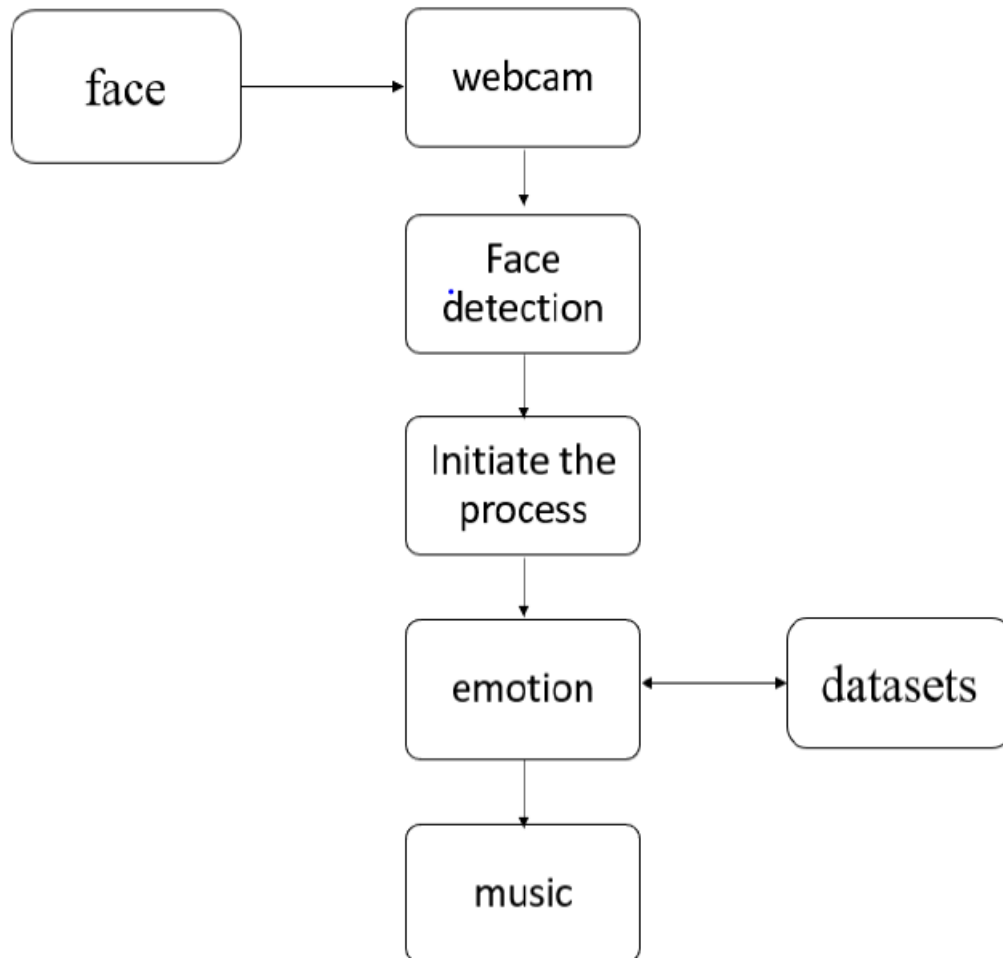 face
webcam
Face
detection
Initiate the
process
emotion
datasets
music